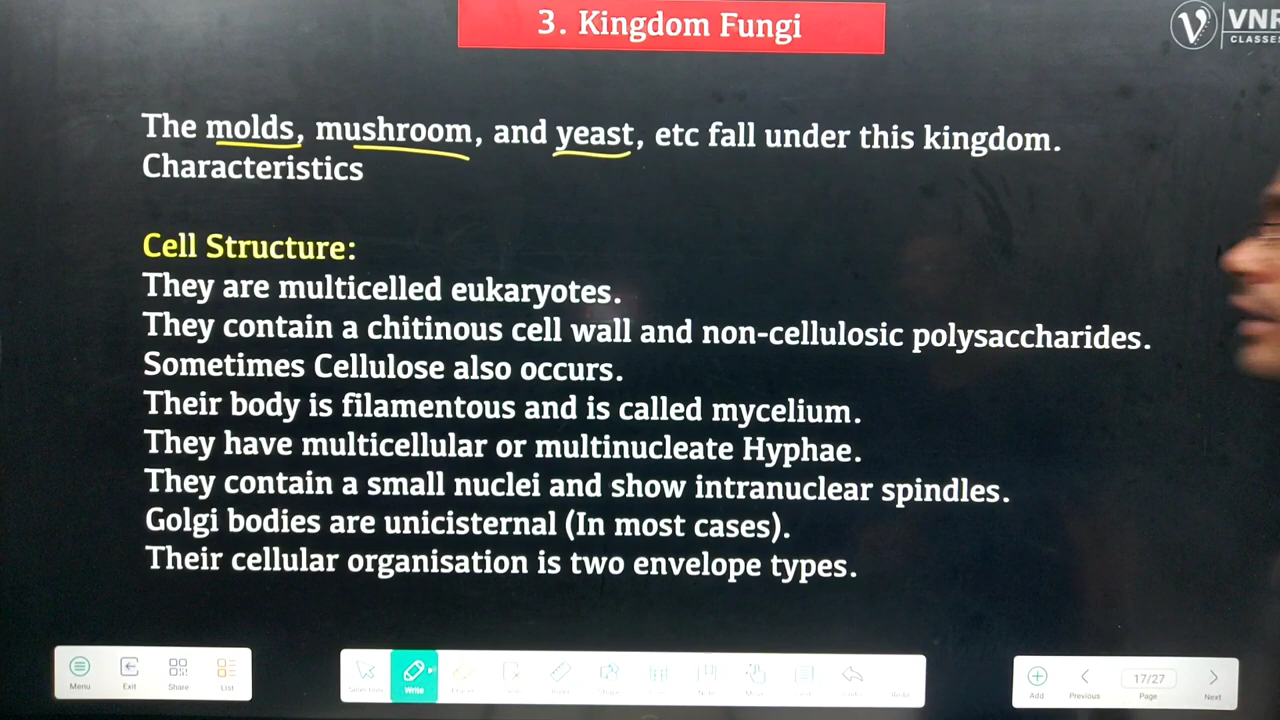 3. Kingdom Fungi
VNR
CLASSES
The molds, mushroom, and yeast, etc fall under this kingdom.
Characteristics
Cell Structure:
They are multicelled eukaryotes.
They contain a chitinous cell wall and non-cellulosic polysaccharides.
Sometimes Cellulose also occurs.
Their body is filamentous and is called mycelium.
They have multicellular or multinucleate Hyphae.
They contain a small nuclei and show intranuclear spindles.
Golgi bodies are unicisternal (In most cases).
Their cellular organisation is two envelope types.
Menu Exit Share List
Write
Add Previous 17/27 Page Next